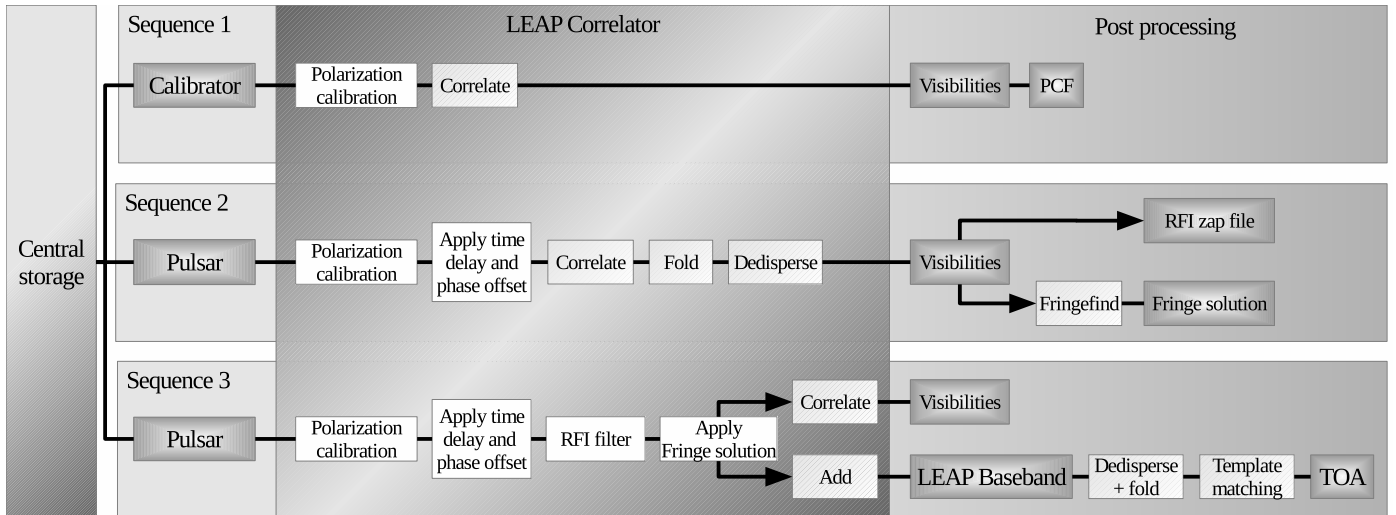 Sequence 1
LEAP Correlator
Post processing
Calibrator
Polarization
calibration
Correlate
Visibilities
PCF
Central
storage
Sequence 2
Pulsar
Polarization
calibration
Apply time
delay and
phase offset
Correlate
Fold
Dedisperse
Visibilities
RFI zap file
Fringefind
Fringe solution
Sequence 3
Pulsar
Polarization
calibration
Apply time
delay and
phase offset
RFI filter
Apply
Fringe solution
Correlate
Visibilities
Add
LEAP Baseband
Dedisperse
+ fold
Template
matching
TOA